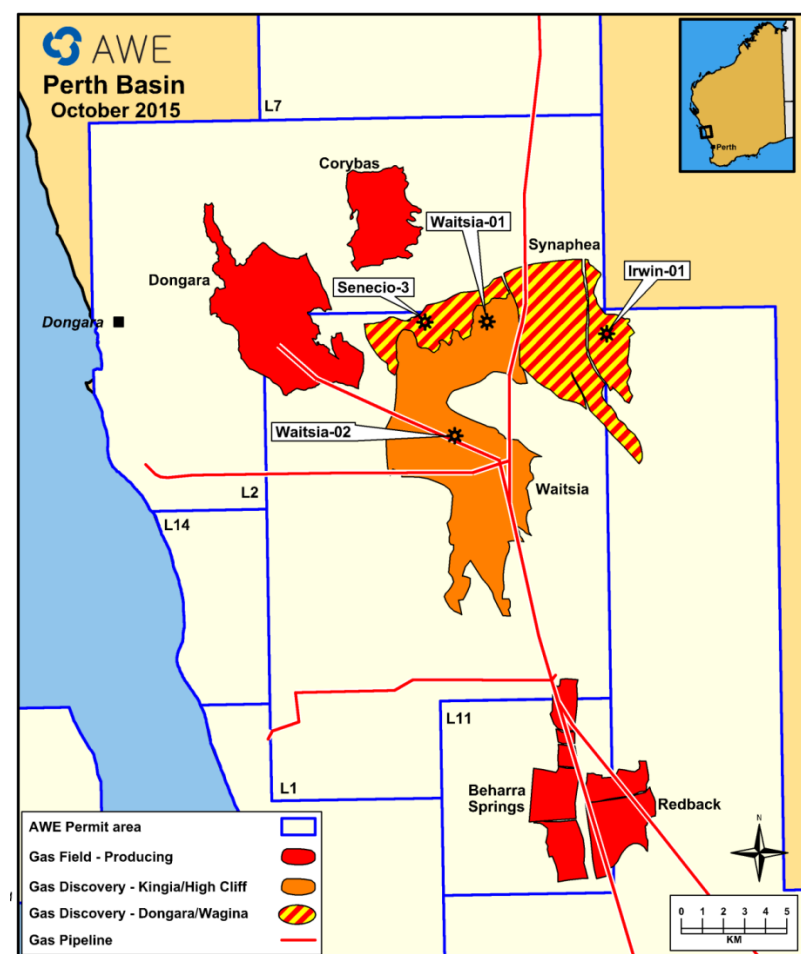 AWE
Perth Basin
October 2015
L7
Perth
Corybas
Waitsia-01
Synaphea
Dongara
Senecio-3
Irwin-01
Dongara
Waitsia-02
L2
Waitsia
L14
L11
L1
Beharra
Springs
Redback
AWE Permit area
Gas Field - Producing
Gas Discovery - Kingia/High Cliff
Gas Discovery - Dongara/Wagina
Gas Pipeline
N
0 1 2 3 4 5
KM